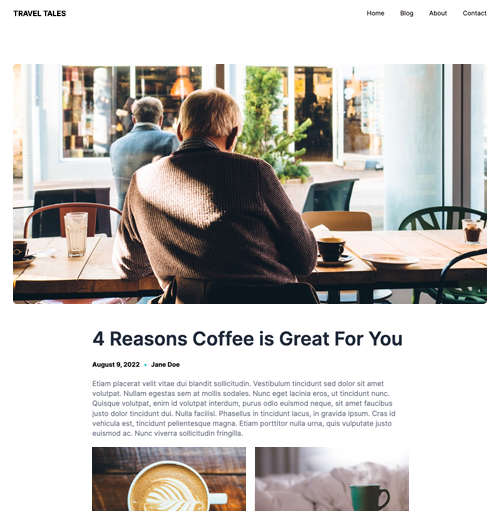 TRAVEL TALES
Home Blog About Contact
4 Reasons Coffee is Great For You
August 9, 2022 • Jane Doe
Etiam placerat velit vitae dui blandit sollicitudin. Vestibulum tincidunt sed dolor sit amet
volutpat. Nullam egestas sem at mollis sodales. Nunc eget lacinia eros, ut tincidunt nunc.
Quisque volutpat, enim id volutpat interdum, purus odio euismod neque, sit amet faucibus
justo dolor tincidunt dui. Nulla facilisi. Phasellus in tincidunt lacus, in gravida ipsum. Cras id
vehicula est, tincidunt pellentesque magna. Etiam porttitor nulla urna, quis vulputate justo
euismod ac. Nunc viverra sollicitudin fringilla.